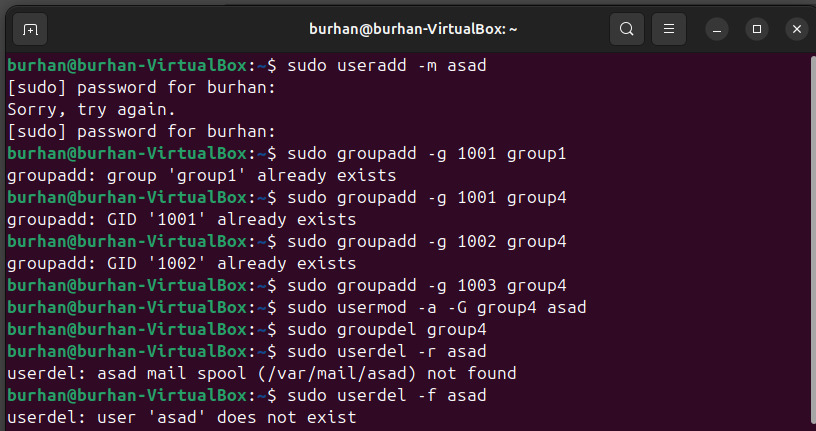 burhan@burhan-VirtualBox: ~
burhan@burhan-VirtualBox:~$ sudo useradd -m asad
[sudo] password for burhan:
Sorry, try again.
[sudo] password for burhan:
burhan@burhan-VirtualBox:~$ sudo groupadd -g 1001 group1
groupadd: group 'group1' already exists
burhan@burhan-VirtualBox:~$ sudo groupadd -g 1001 group4
groupadd: GID '1001' already exists
burhan@burhan-VirtualBox:~$ sudo groupadd -g 1002 group4
groupadd: GID '1002' already exists
burhan@burhan-VirtualBox:~$ sudo groupadd -g 1003 group4
burhan@burhan-VirtualBox:~$ sudo usermod -a -G group4 asad
burhan@burhan-VirtualBox:~$ sudo groupdel group4
burhan@burhan-VirtualBox:~$ sudo userdel -r asad
userdel: asad mail spool (/var/mail/asad) not found
burhan@burhan-VirtualBox:~$ sudo userdel -f asad
userdel: user 'asad' does not exist